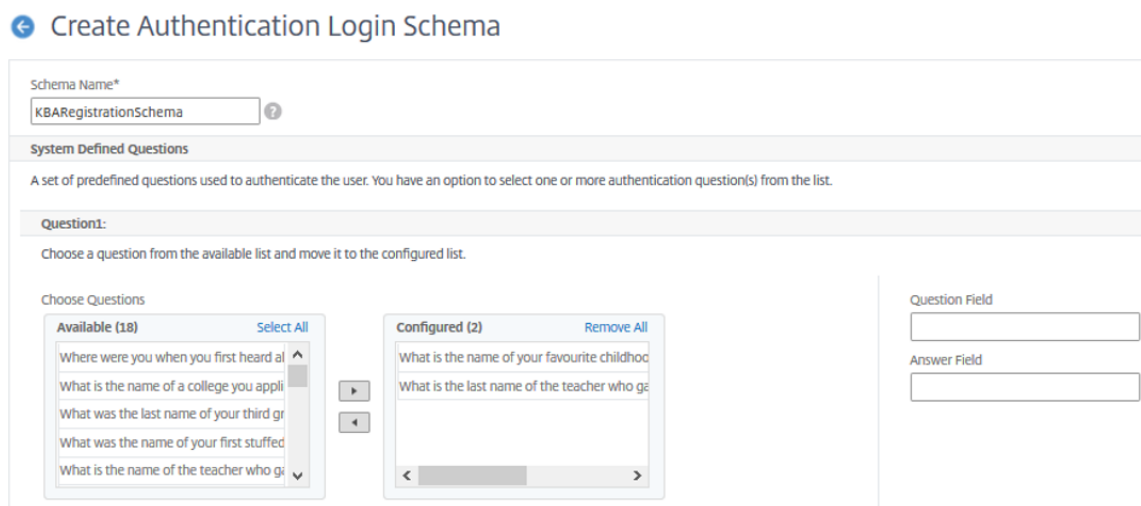 Create Authentication Login Schema
Schema Name*
KBARegistrationSchema
?
System Defined Questions
A set of predefined questions used to authenticate the user. You have an option to select one or more authentication question(s) from the list.
Question1:
Choose a question from the available list and move it to the configured list.
Choose Questions
Available (18) Select All
Where were you when you first heard al
What is the name of a college you appli
What was the last name of your third gr
What was the name of your first stuffed
What is the name of the teacher who ga
Configured (2) Remove All
What is the name of your favourite childhoo
What is the last name of the teacher who ga
Question Field
Answer Field